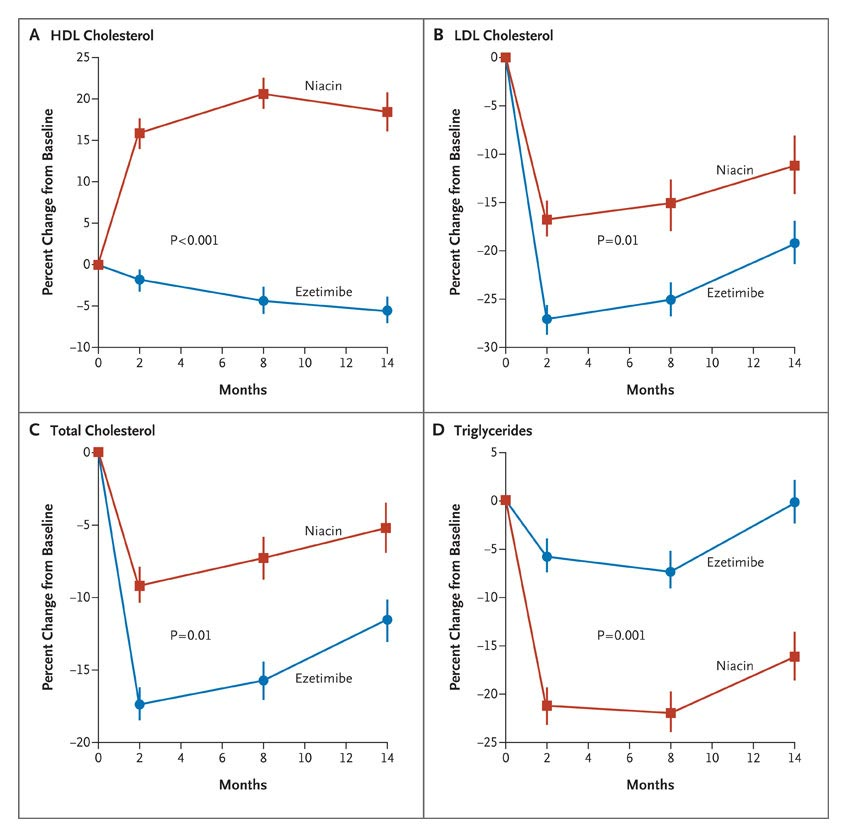 A HDL Cholesterol
Percent Change from Baseline
25
20
15
10
5
0
–5
–10
Niacin
P<0.001
Ezetimibe
0 2 4 6 8 10 12 14
Months
B LDL Cholesterol
Percent Change from Baseline
0
–5
–10
–15
–20
–25
–30
Niacin
P=0.01
Ezetimibe
0 2 4 6 8 10 12 14
Months
C Total Cholesterol
Percent Change from Baseline
0
–5
–10
–15
–20
Niacin
P=0.01
Ezetimibe
0 2 4 6 8 10 12 14
Months
D Triglycerides
Percent Change from Baseline
5
0
–5
–10
–15
–20
–25
Ezetimibe
P=0.001
Niacin
0 2 4 6 8 10 12 14
Months